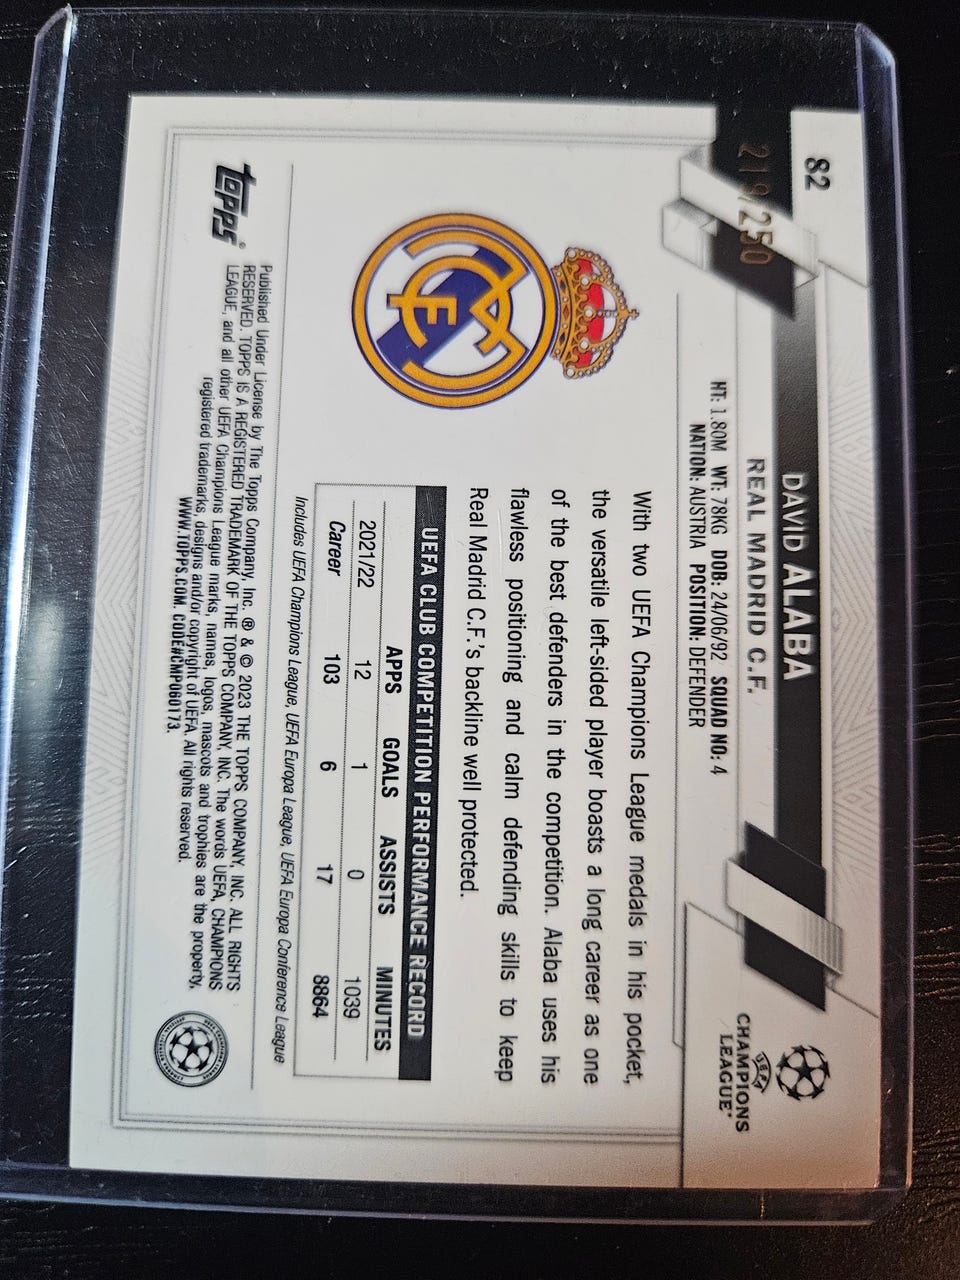 82
219/250
DAVID ALABA
REAL MADRID C.F.
HT: 1.80M WT: 78KG DOB: 24/06/92 SQUAD NO: 4
NATION: AUSTRIA POSITION: DEFENDER
UEFA
CHAMPIONS
LEAGUE®
With two UEFA Champions League medals in his pocket,
the versatile left-sided player boasts a long career as one
of the best defenders in the competition. Alaba uses his
flawless positioning and calm defending skills to keep
Real Madrid C.F.'s backline well protected.
UEFA CLUB COMPETITION PERFORMANCE RECORD
APPS GOALS ASSISTS MINUTES
2021/22 12 1 0 1039
Career 103 6 17 8864
Includes UEFA Champions League, UEFA Europa League, UEFA Europa Conference League
topps®
Published Under License by The Topps Company, Inc. ® & © 2023 THE TOPPS COMPANY, INC. ALL RIGHTS
RESERVED. TOPPS IS A REGISTERED TRADEMARK OF THE TOPPS COMPANY, INC. The words UEFA, CHAMPIONS
LEAGUE, and all other UEFA Champions League marks, names, logos, mascots and trophies are the property,
registered trademarks, designs and/or copyright of UEFA. All rights reserved.
WWW.TOPPS.COM. CODE#CMP060173.